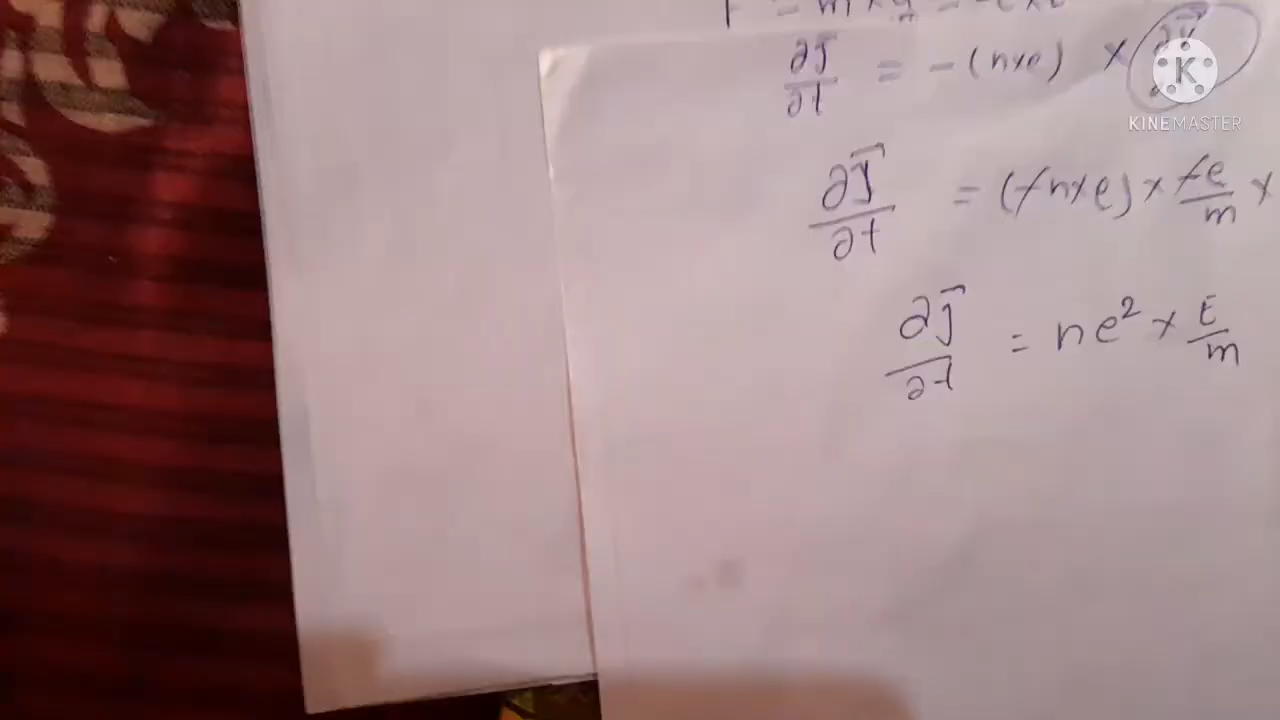 ∂J̄/∂t = -(n×e) ×
K
KINEMASTER
∂J̄/∂t = (-n×e) × -e/m ×
∂J̄/∂t = ne² × E/m